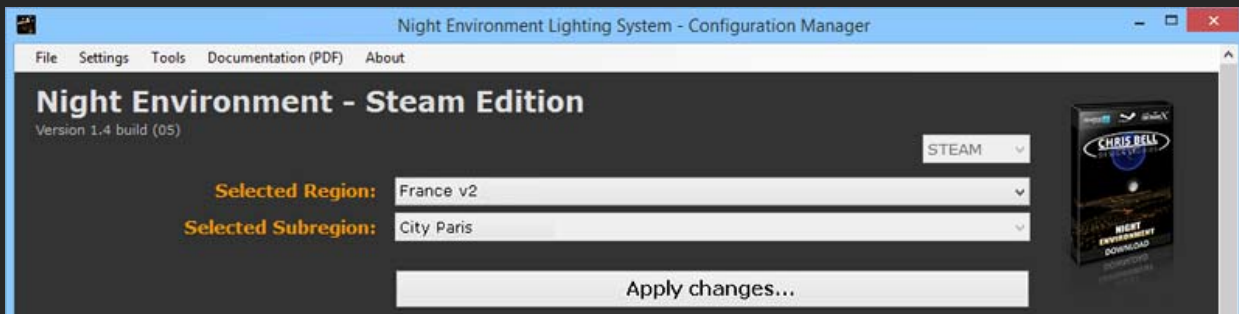 Night Environment Lighting System - Configuration Manager
File Settings Tools Documentation (PDF) About
Night Environment - Steam Edition
Version 1.4 build (05)
STEAM
Selected Region: France v2
Selected Subregion: City Paris
Apply changes...
CHRIS BELL
NIGHT
ENVIRONMENT
DOWNLOAD